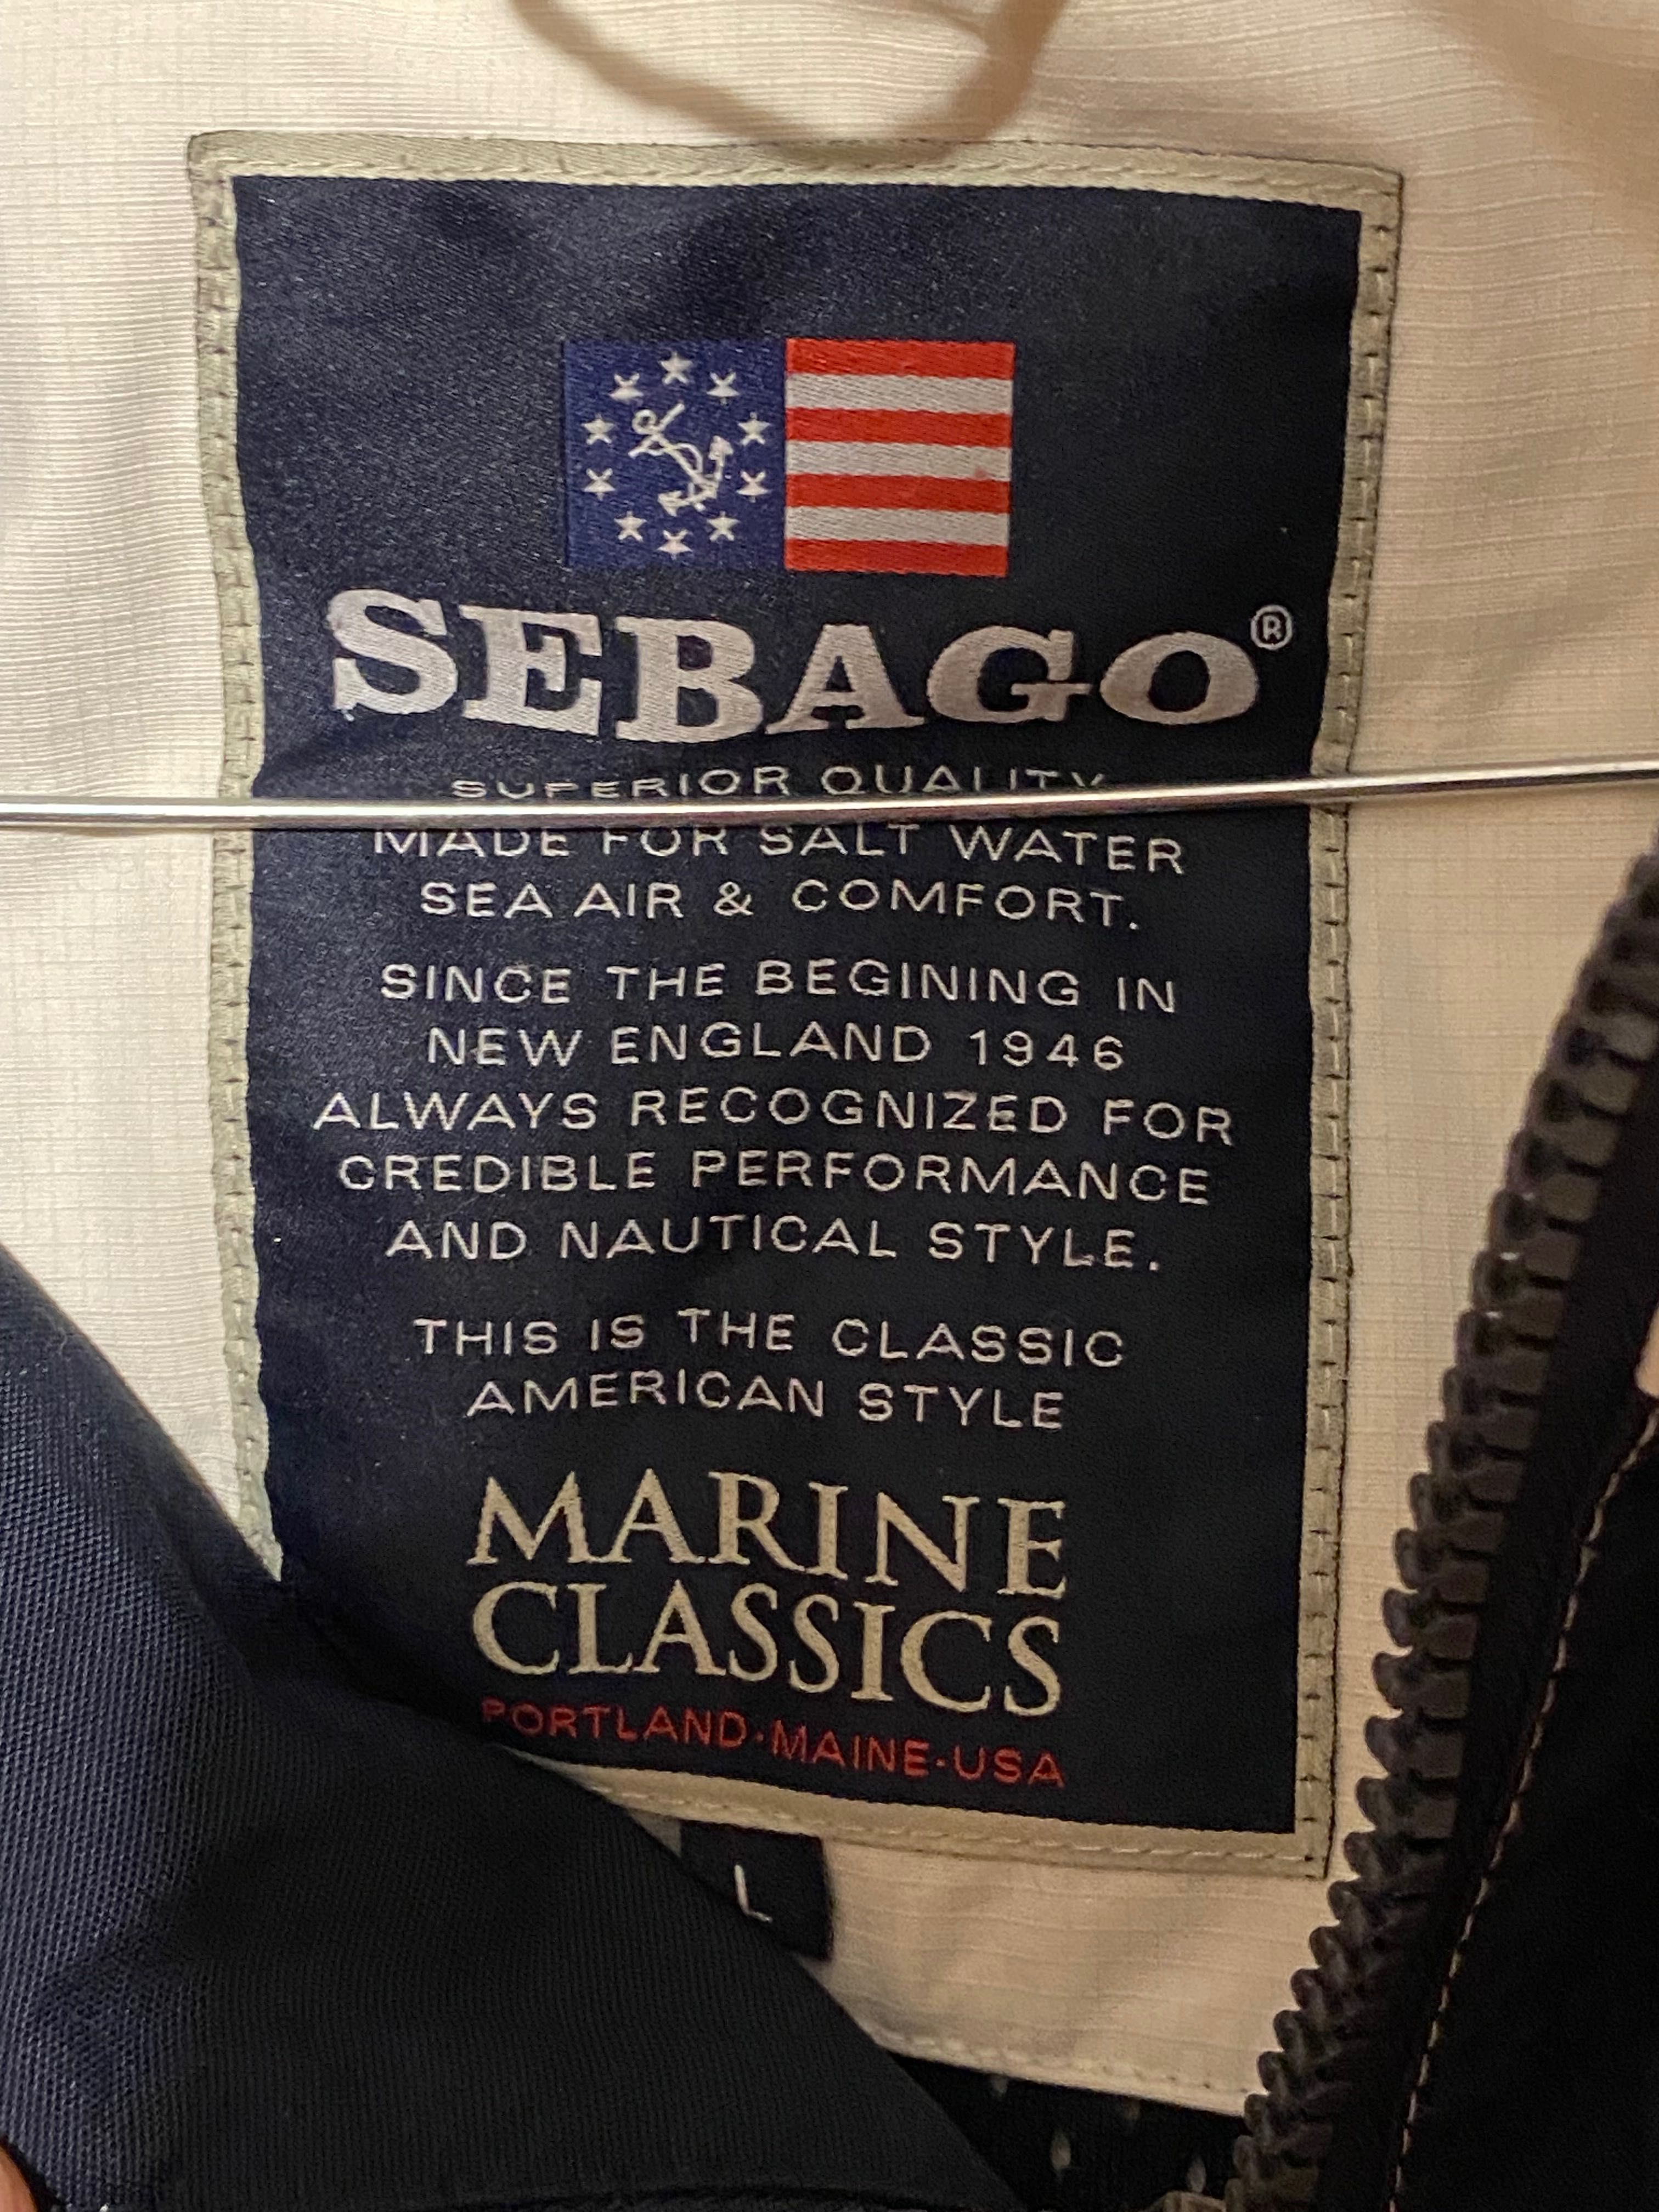 SEBAGO®
SUPERIOR QUALITY
MADE FOR SALT WATER
SEA AIR & COMFORT.
SINCE THE BEGINING IN
NEW ENGLAND 1946
ALWAYS RECOGNIZED FOR
CREDIBLE PERFORMANCE
AND NAUTICAL STYLE.
THIS IS THE CLASSIC
AMERICAN STYLE
MARINE
CLASSICS
PORTLAND·MAINE·USA
L